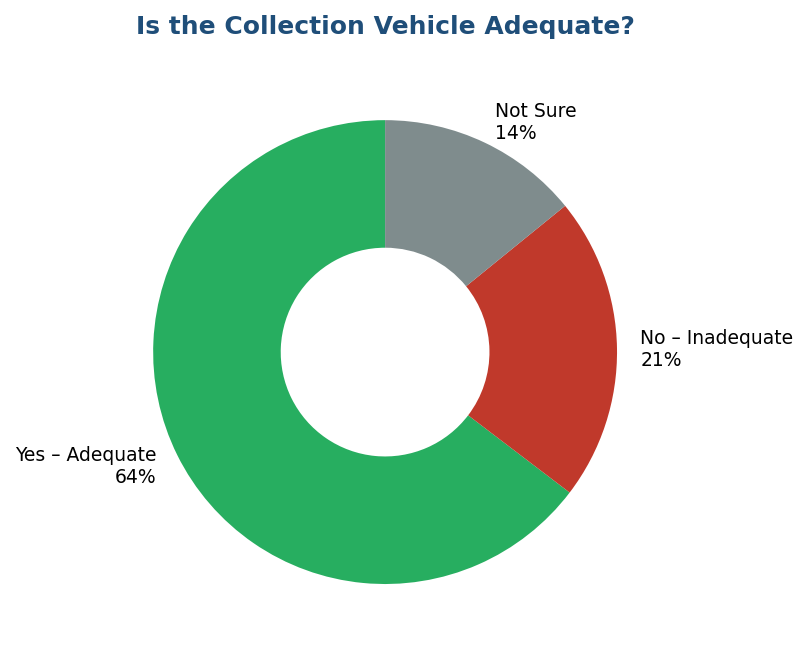 Is the Collection Vehicle Adequate?
Not Sure
14%
No – Inadequate
21%
Yes – Adequate
64%